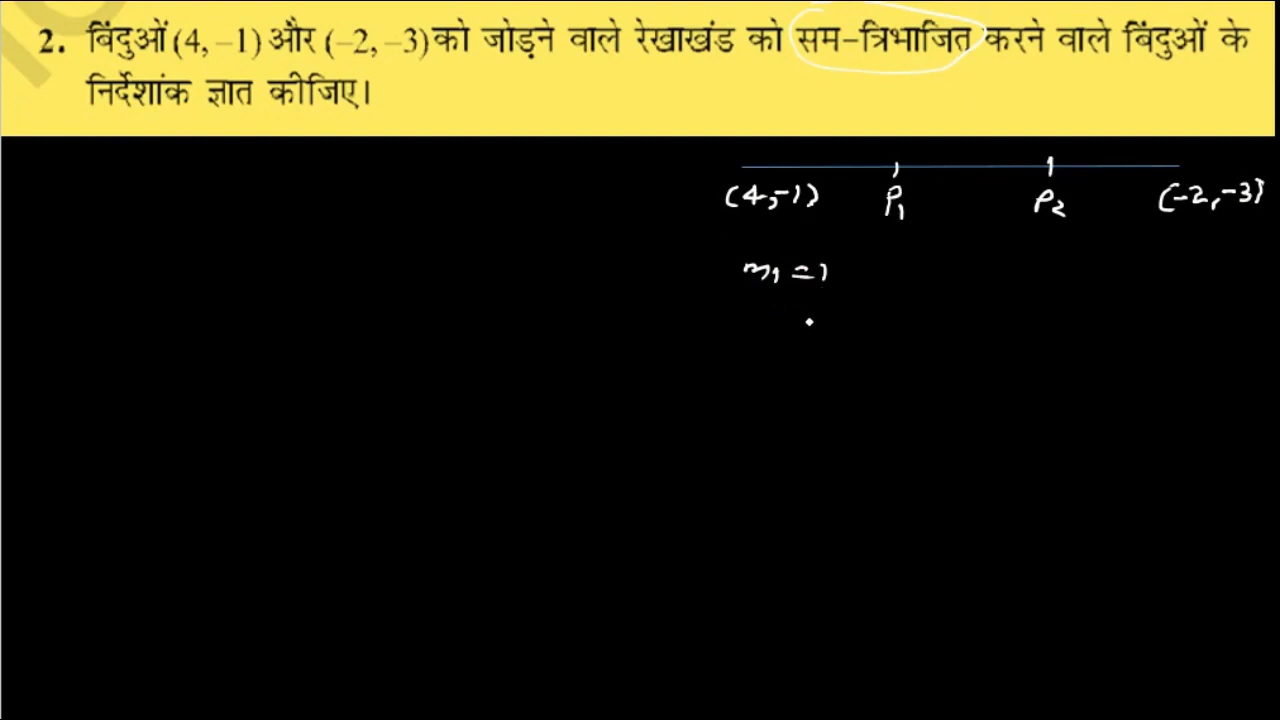 2. बिंदुओं (4, –1) और (–2, –3) को जोड़ने वाले रेखाखंड को सम-त्रिभाजित करने वाले बिंदुओं के
निर्देशांक ज्ञात कीजिए।
(4,-1) P1 P2 (-2,-3)
m1 = 1